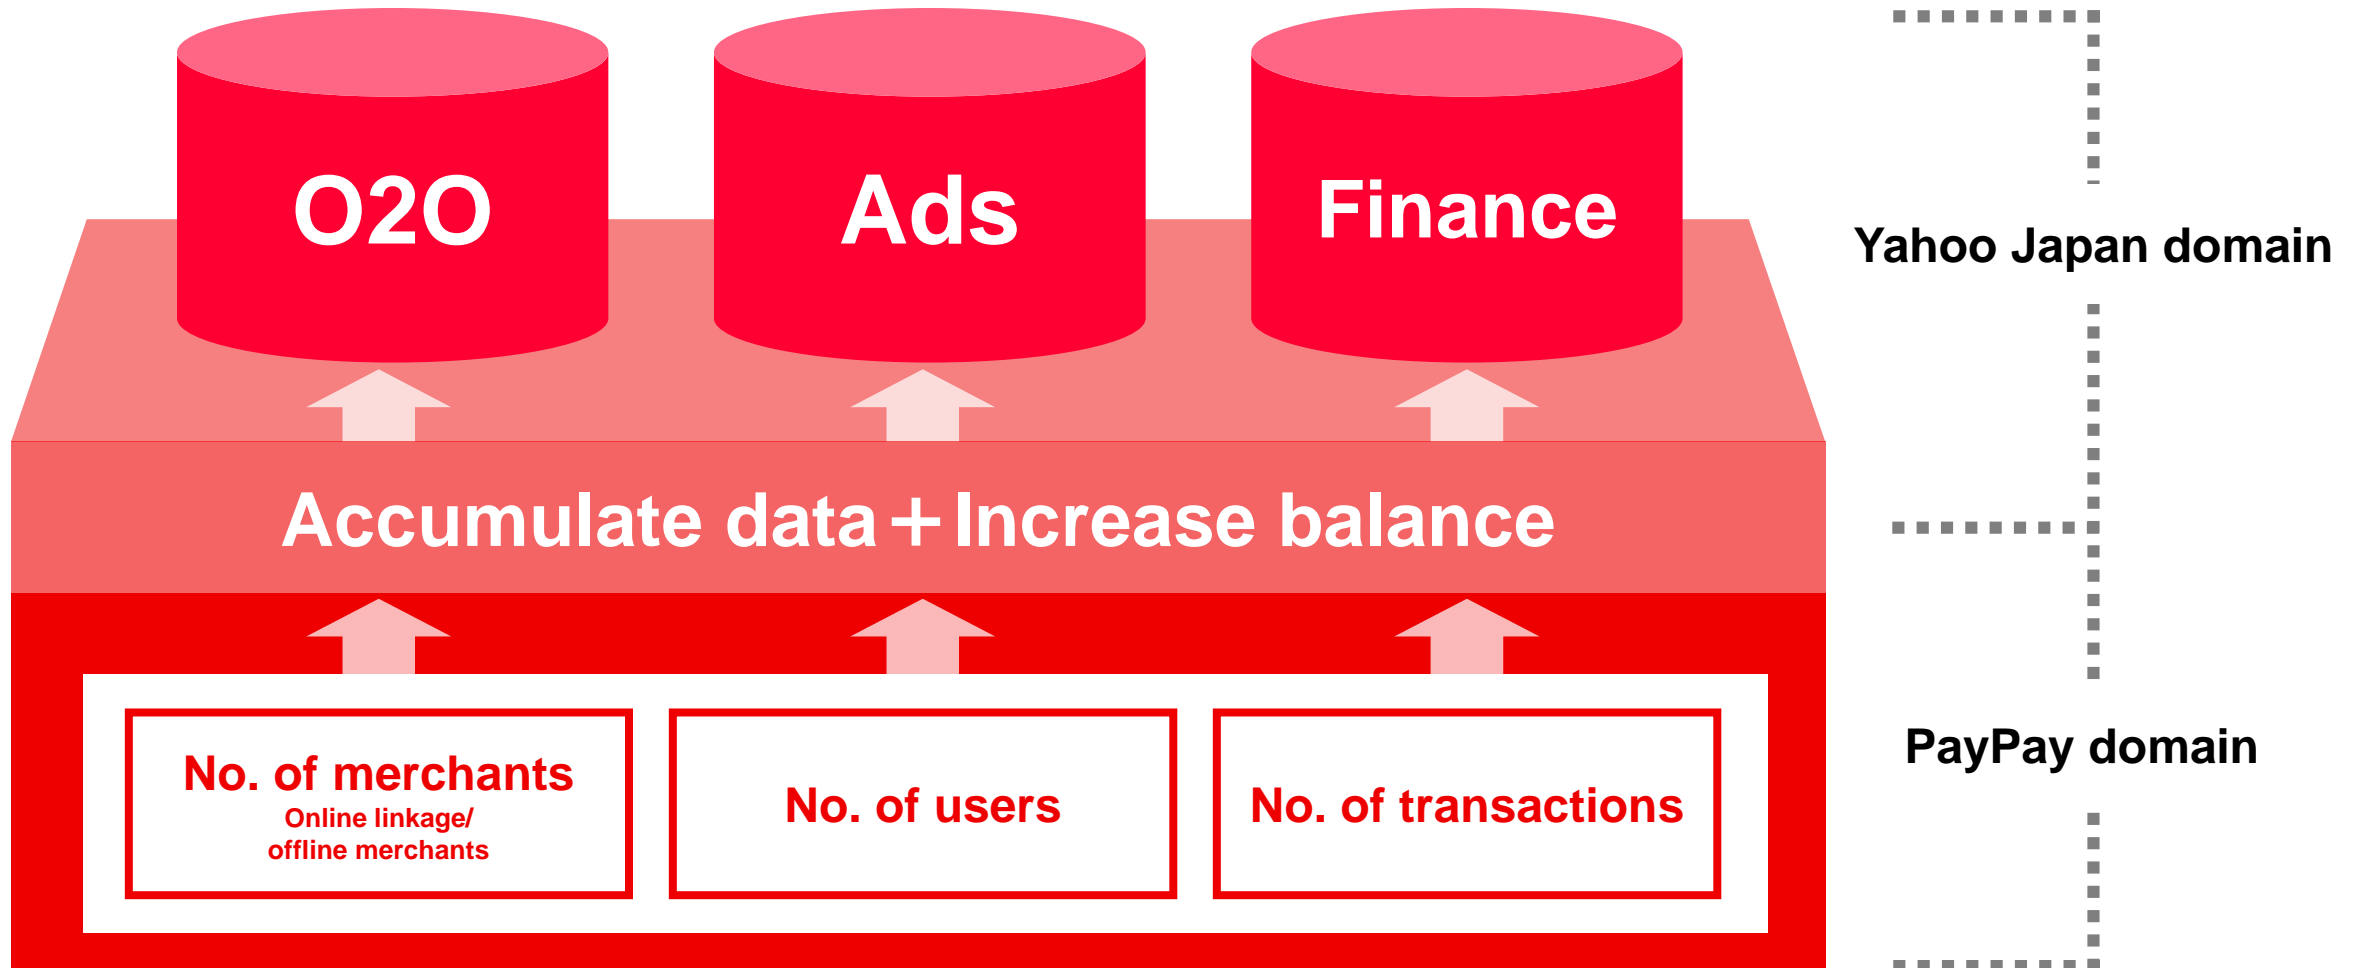 O2O
Ads
Finance
Yahoo Japan domain
Accumulate data+Increase balance
No. of merchants
Online linkage/
offline merchants
No. of users
No. of transactions
PayPay domain